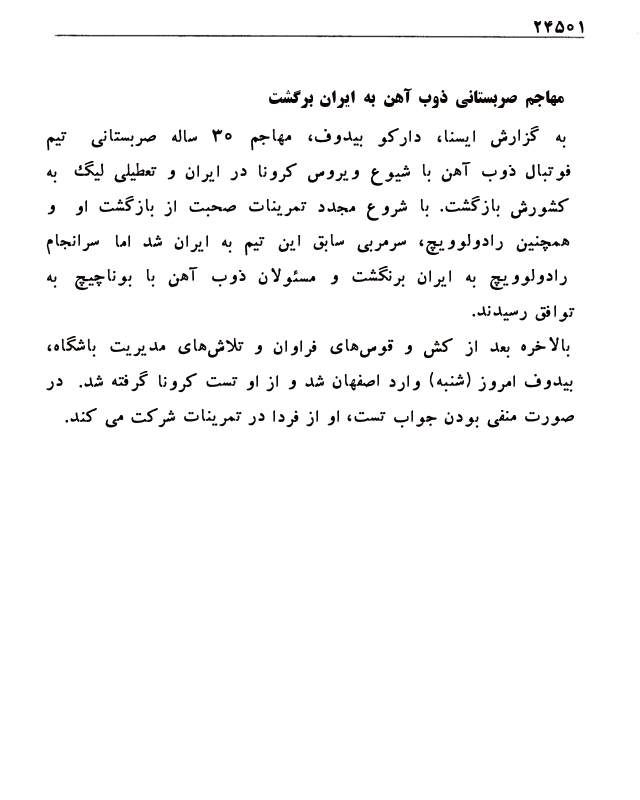 ۲۴۵۰۱
مهاجم صربستانی ذوب آهن به ایران برگشت
به گزارش ایسنا، دارکو بیدوف، مهاجم ۳۰ ساله صربستانی تیم
فوتبال ذوب آهن با شیوع ویروس کرونا در ایران و تعطیلی لیگ به
کشورش بازگشت. با شروع مجدد تمرینات صحبت از بازگشت او و
همچنین رادولوویچ، سرمربی سابق این تیم به ایران شد اما سرانجام
رادولوویچ به ایران برنگشت و مسئولان ذوب آهن با بوناچیچ به
توافق رسیدند.
بالاخره بعد از کش و قوس‌های فراوان و تلاش‌های مدیریت باشگاه،
بیدوف امروز (شنبه) وارد اصفهان شد و از او تست کرونا گرفته شد. در
صورت منفی بودن جواب تست، او از فردا در تمرینات شرکت می کند.